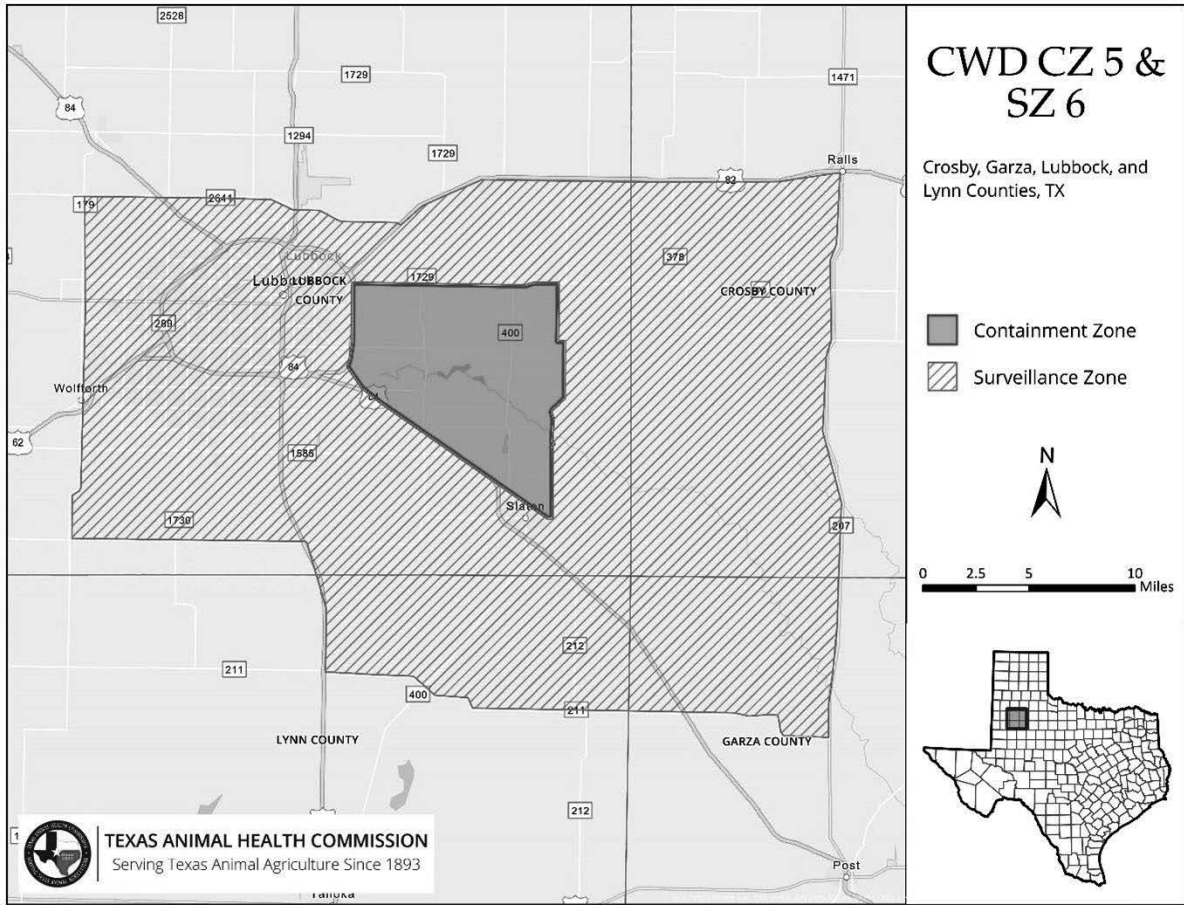 2528
84
1729
1471
1294
1729
Ralls
82
179
2641
378
Lubbock
Lubbock
LUBBOCK
COUNTY
1729
CROSBY COUNTY
400
289
84
Wolfforth
62
1585
Slaton
1730
207
212
211
400
211
LYNN COUNTY
GARZA COUNTY
212
Post
Tahoka
TEXAS ANIMAL HEALTH COMMISSION
Serving Texas Animal Agriculture Since 1893
CWD CZ 5 &
SZ 6
Crosby, Garza, Lubbock, and
Lynn Counties, TX
Containment Zone
Surveillance Zone
N
0 2.5 5 10
Miles